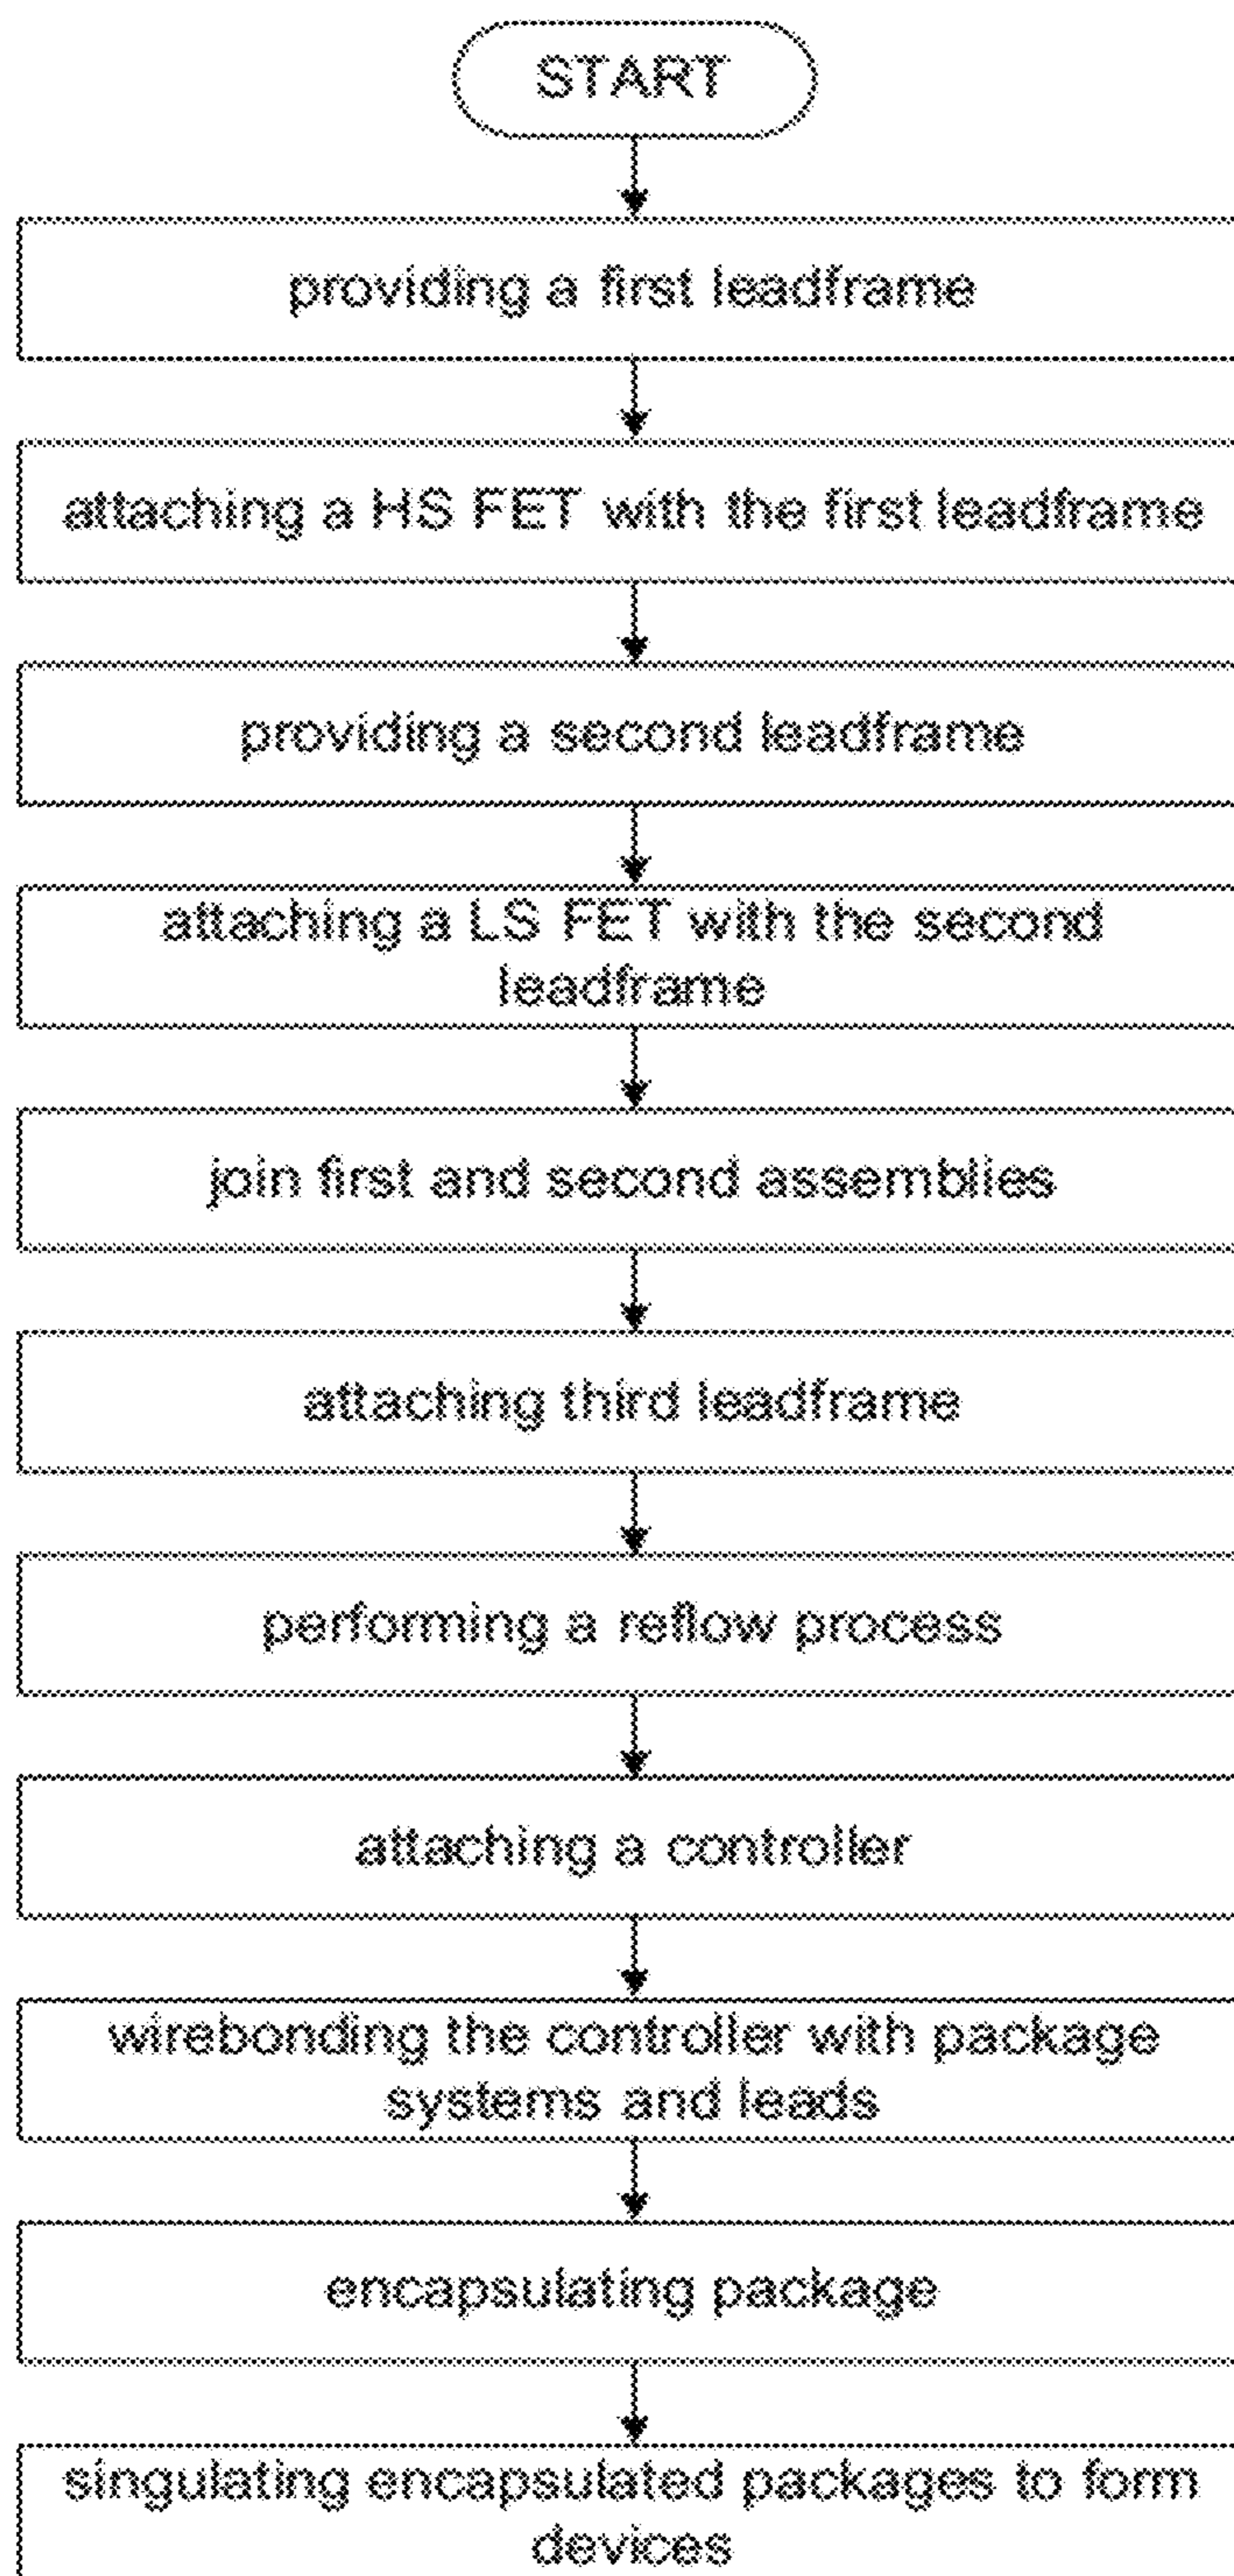 START
providing a first leadframe
attaching a HS FET with the first leadframe
providing a second leadframe
attaching a LS FET with the second
leadframe
join first and second assemblies
attaching third leadframe
performing a reflow process
attaching a controller
wirebonding the controller with package
systems and leads
encapsulating package
singulating encapsulated packages to form
devices